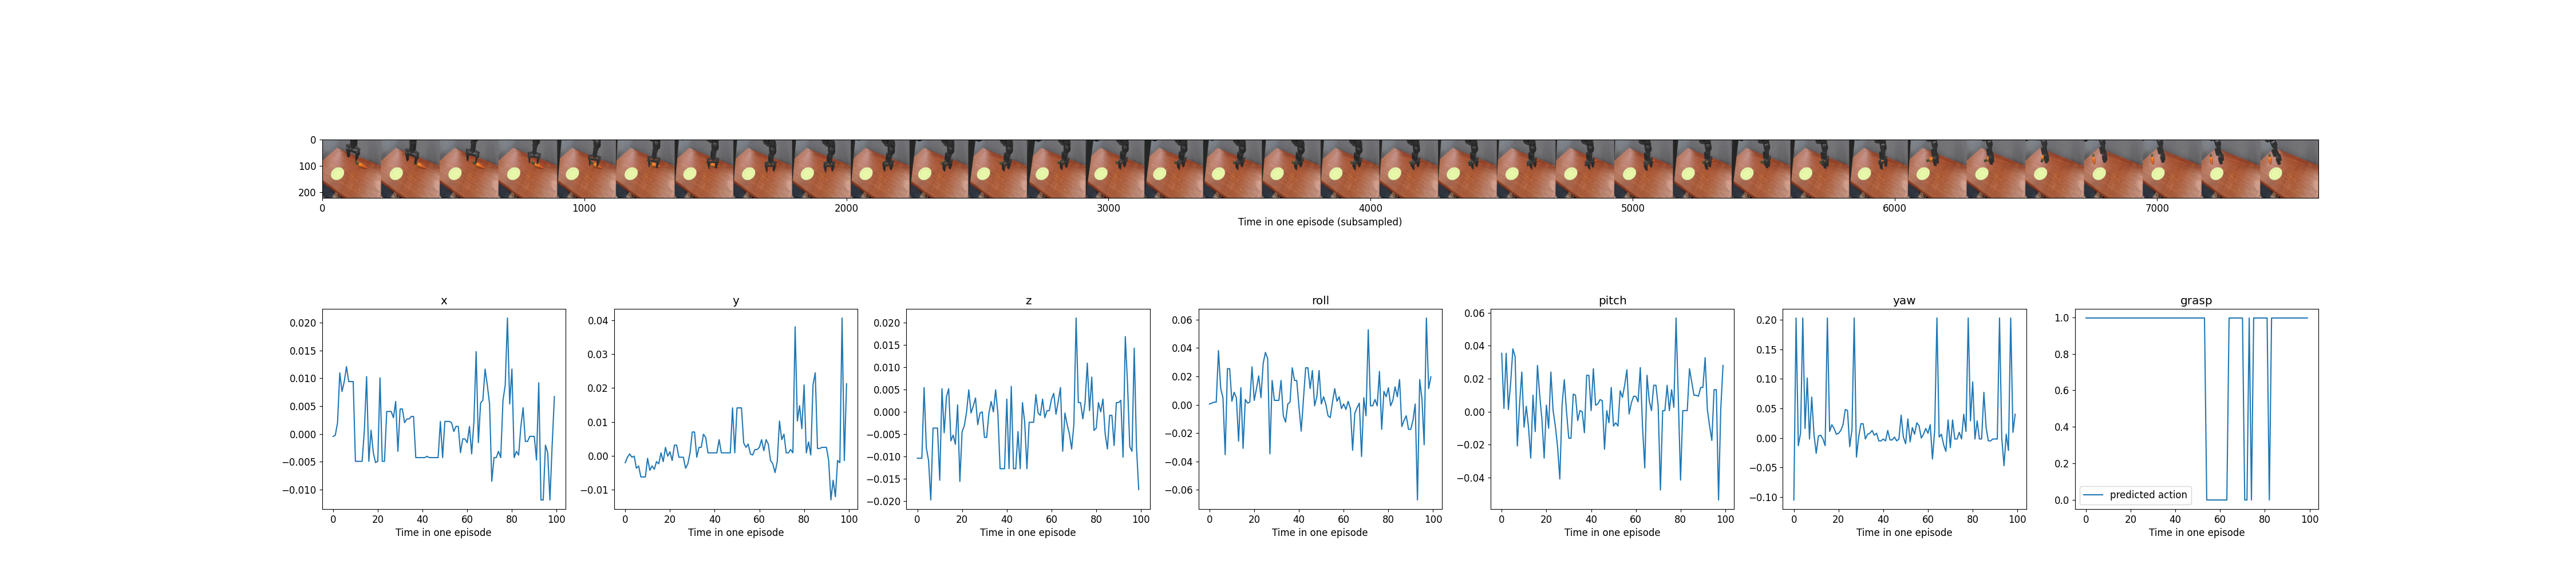 0
100
200
0 1000 2000 3000 4000 5000 6000 7000
Time in one episode (subsampled)
x
0.020
0.015
0.010
0.005
0.000
−0.005
−0.010
0 20 40 60 80 100
Time in one episode
y
0.04
0.03
0.02
0.01
0.00
−0.01
0 20 40 60 80 100
Time in one episode
z
0.020
0.015
0.010
0.005
0.000
−0.005
−0.010
−0.015
−0.020
0 20 40 60 80 100
Time in one episode
roll
0.06
0.04
0.02
0.00
−0.02
−0.04
−0.06
0 20 40 60 80 100
Time in one episode
pitch
0.06
0.04
0.02
0.00
−0.02
−0.04
0 20 40 60 80 100
Time in one episode
yaw
0.20
0.15
0.10
0.05
0.00
−0.05
−0.10
0 20 40 60 80 100
Time in one episode
grasp
1.0
0.8
0.6
0.4
0.2
0.0
predicted action
0 20 40 60 80 100
Time in one episode